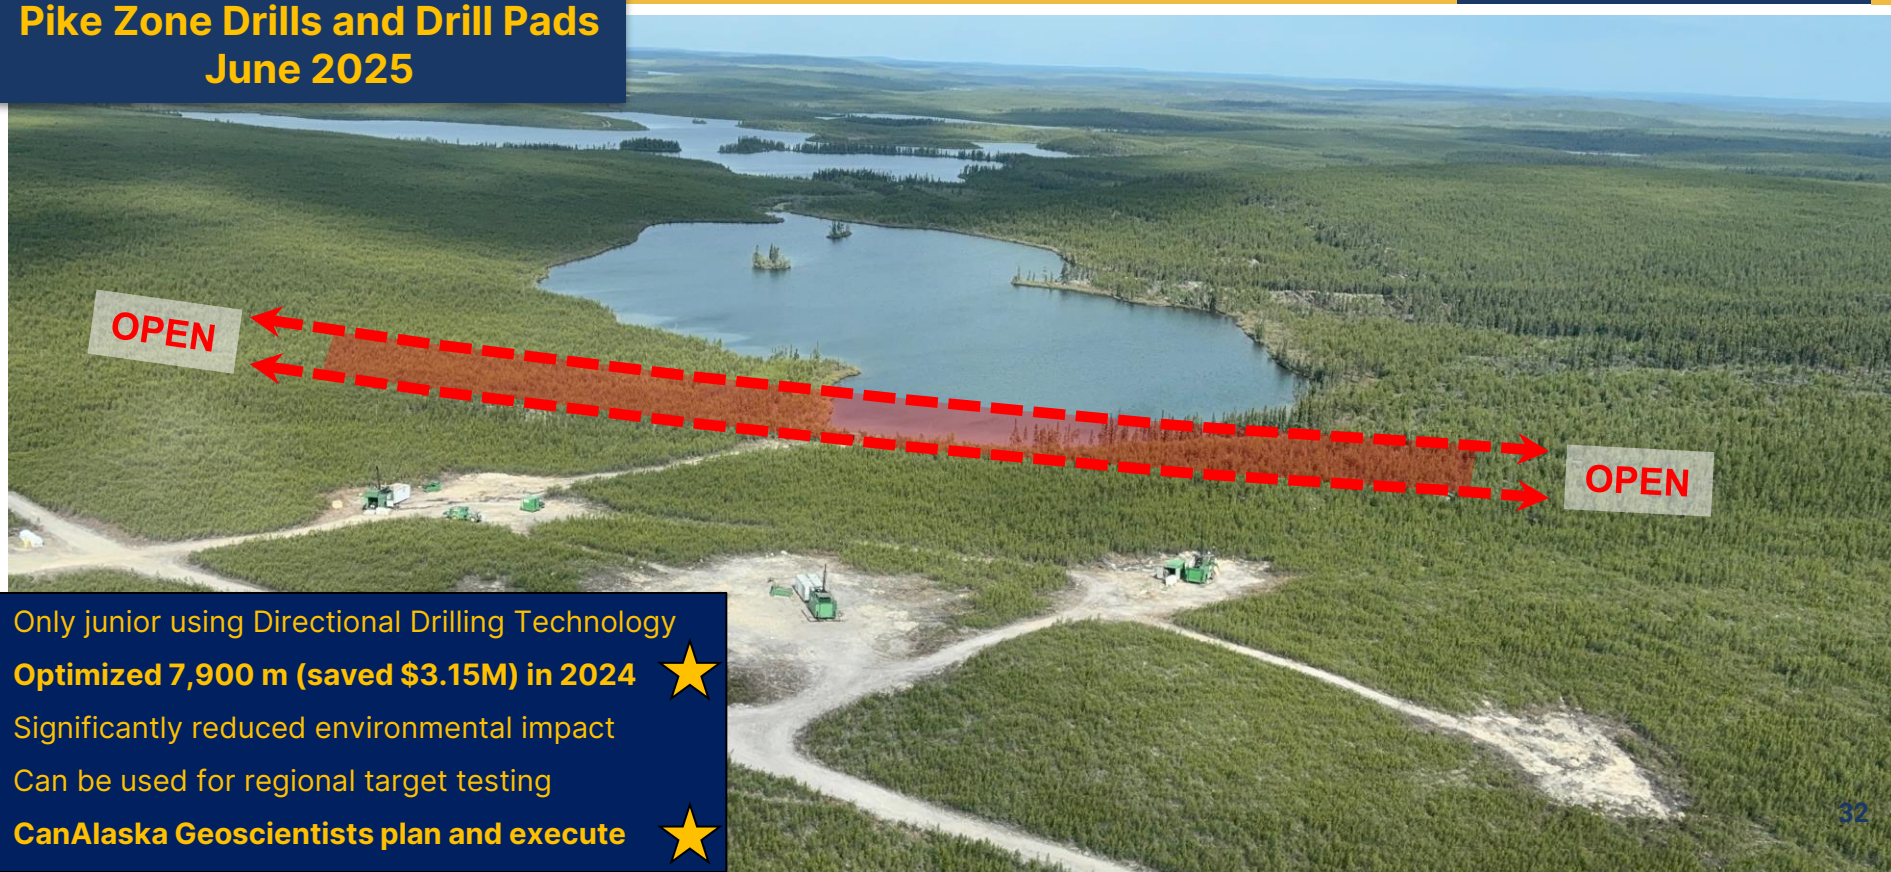 Pike Zone Drills and Drill Pads
June 2025
OPEN
OPEN
Only junior using Directional Drilling Technology
Optimized 7,900 m (saved $3.15M) in 2024
Significantly reduced environmental impact
Can be used for regional target testing
CanAlaska Geoscientists plan and execute
32